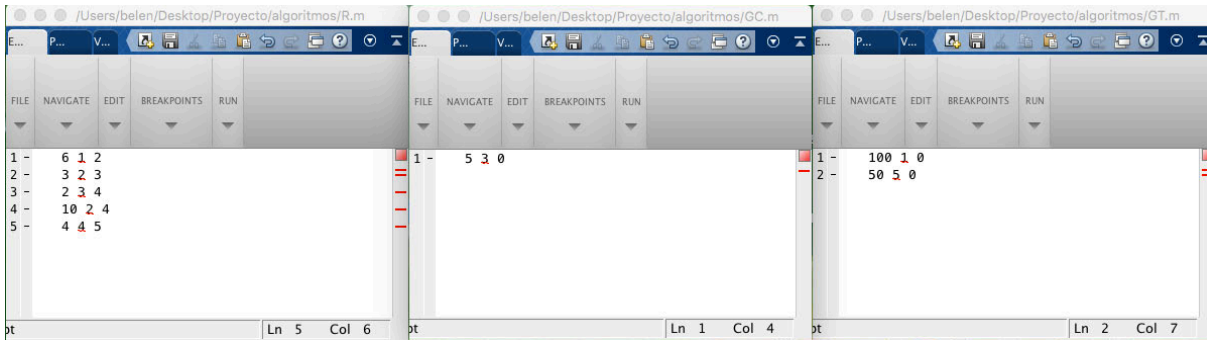 /Users/belen/Desktop/Proyecto/algoritmos/R.m
E... P... V...
FILE NAVIGATE EDIT BREAKPOINTS RUN
1 - 6 1 2
2 - 3 2 3
3 - 2 3 4
4 - 10 2 4
5 - 4 4 5
pt Ln 5 Col 6
/Users/belen/Desktop/Proyecto/algoritmos/GC.m
E... P... V...
FILE NAVIGATE EDIT BREAKPOINTS RUN
1 - 5 3 0
pt Ln 1 Col 4
/Users/belen/Desktop/Proyecto/algoritmos/GT.m
E... P... V...
FILE NAVIGATE EDIT BREAKPOINTS RUN
1 - 100 1 0
2 - 50 5 0
pt Ln 2 Col 7